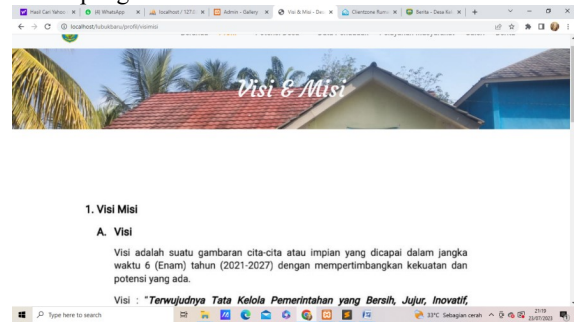 Hasil Cari Yahoo
(4) WhatsApp
localhost / 127.0
Admin - Gallery
Visi & Misi - Des
Clientzone Rum
Berita - Desa
localhost/lubukbaru/profil/visimisi
Visi & Misi
1. Visi Misi
A. Visi
Visi adalah suatu gambaran cita-cita atau impian yang dicapai dalam jangka
waktu 6 (Enam) tahun (2021-2027) dengan mempertimbangkan kekuatan dan
potensi yang ada.
Visi : "Terwujudnya Tata Kelola Pemerintahan yang Bersih, Jujur, Inovatif,
Type here to search
33°C Sebagian cerah
21:19
23/07/2023